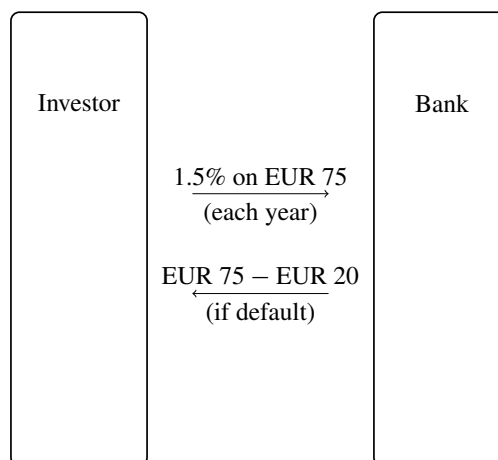 Investor
Bank
1.5% on EUR 75
(each year)
EUR 75 − EUR 20
(if default)